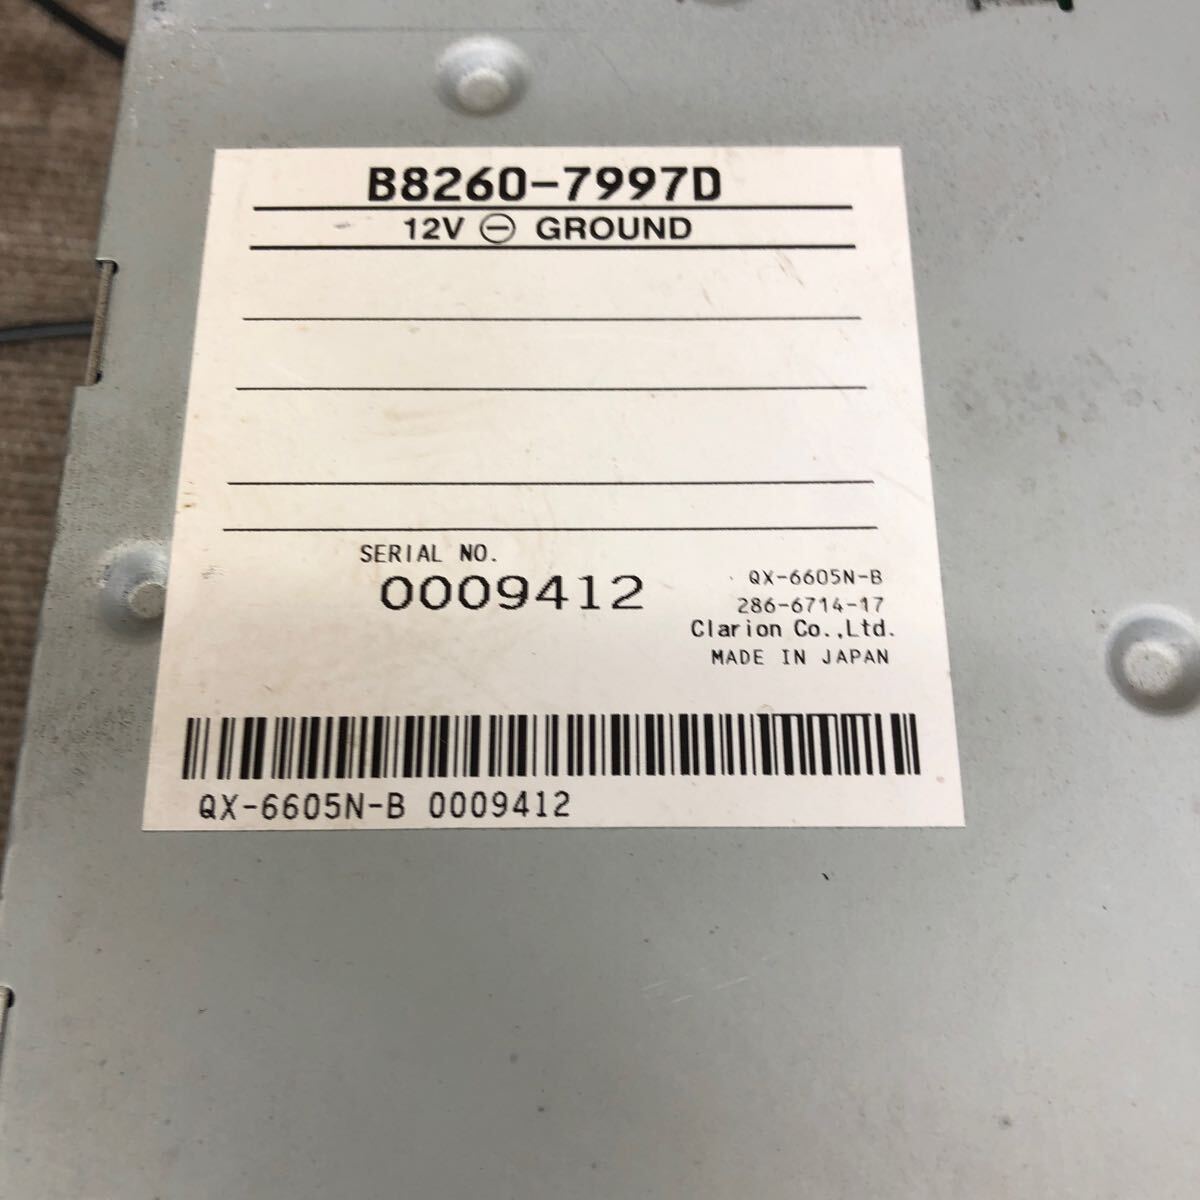 B8260-7997D
12V ⊖ GROUND
SERIAL NO.
0009412
QX-6605N-B
286-6714-17
Clarion Co.,Ltd.
MADE IN JAPAN
QX-6605N-B 0009412